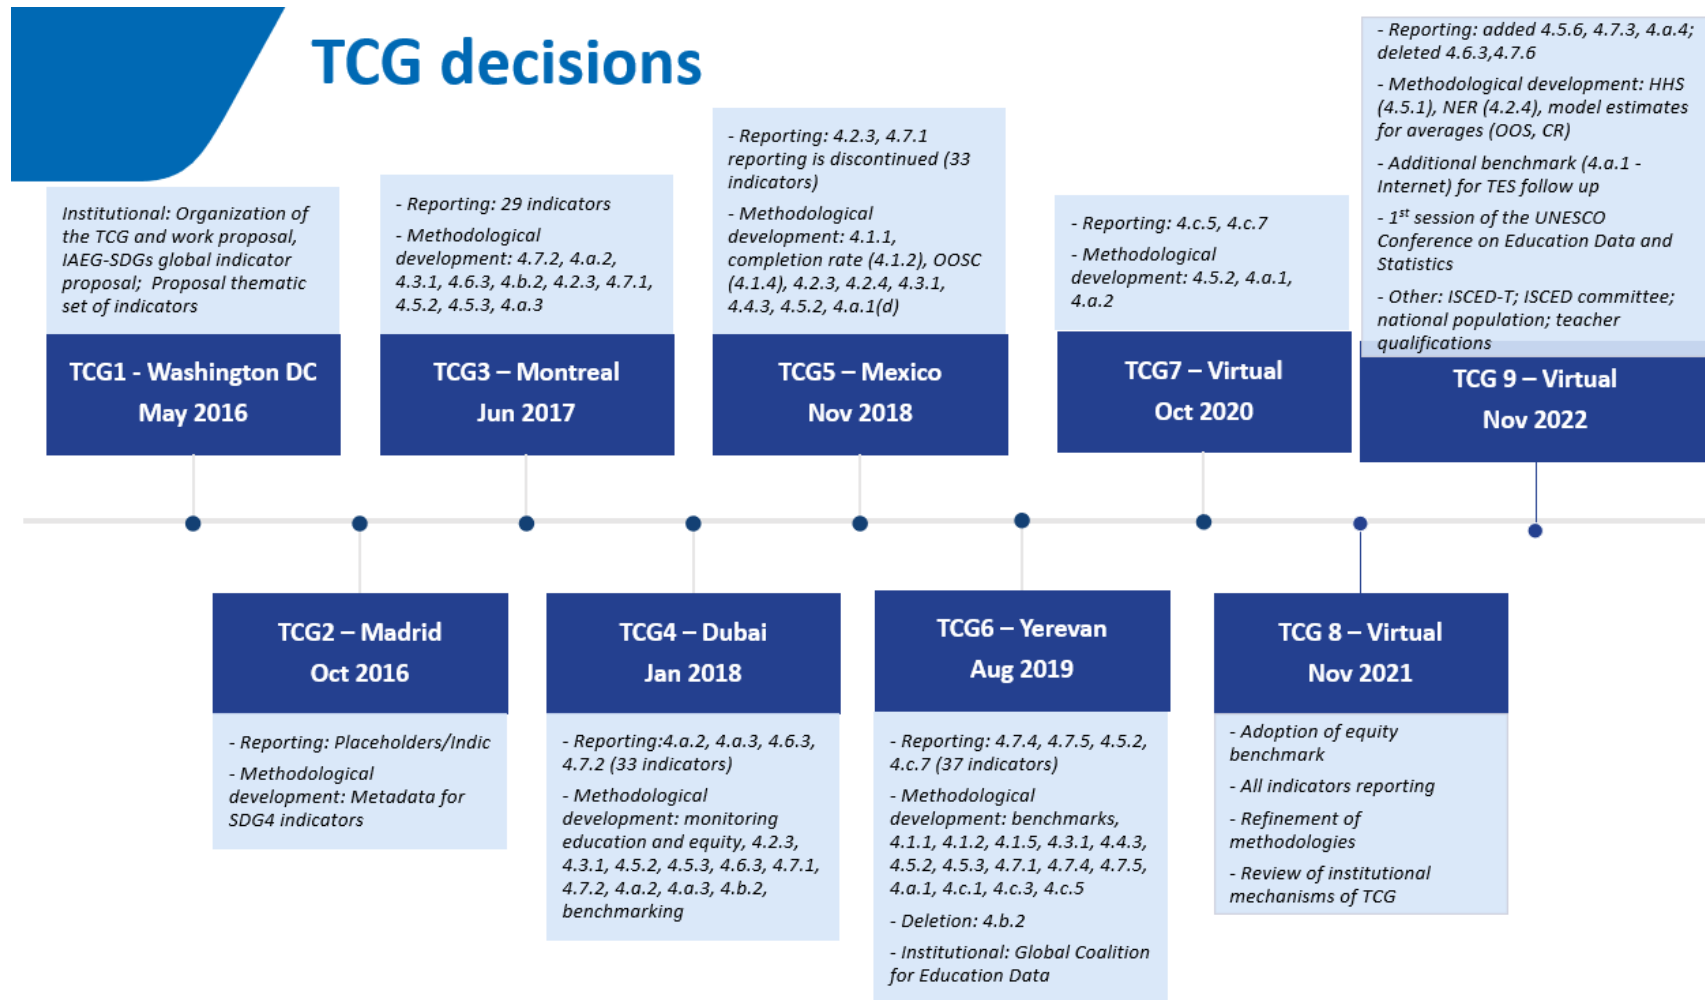 TCG decisions
Institutional: Organization of
the TCG and work proposal,
IAEG-SDGs global indicator
proposal; Proposal thematic
set of indicators
TCG1 - Washington DC
May 2016
- Reporting: 29 indicators
- Methodological
development: 4.7.2, 4.a.2,
4.3.1, 4.6.3, 4.b.2, 4.2.3, 4.7.1,
4.5.2, 4.5.3, 4.a.3
TCG3 – Montreal
Jun 2017
- Reporting: 4.2.3, 4.7.1
reporting is discontinued (33
indicators)
- Methodological
development: 4.1.1,
completion rate (4.1.2), OOSC
(4.1.4), 4.2.3, 4.2.4, 4.3.1,
4.4.3, 4.5.2, 4.a.1(d)
TCG5 – Mexico
Nov 2018
- Reporting: 4.c.5, 4.c.7
- Methodological
development: 4.5.2, 4.a.1,
4.a.2
TCG7 – Virtual
Oct 2020
- Reporting: added 4.5.6, 4.7.3, 4.a.4;
deleted 4.6.3,4.7.6
- Methodological development: HHS
(4.5.1), NER (4.2.4), model estimates
for averages (OOS, CR)
- Additional benchmark (4.a.1 -
Internet) for TES follow up
- 1st session of the UNESCO
Conference on Education Data and
Statistics
- Other: ISCED-T; ISCED committee;
national population; teacher
qualifications
TCG 9 – Virtual
Nov 2022
TCG2 – Madrid
Oct 2016
- Reporting: Placeholders/Indic
- Methodological
development: Metadata for
SDG4 indicators
TCG4 – Dubai
Jan 2018
- Reporting:4.a.2, 4.a.3, 4.6.3,
4.7.2 (33 indicators)
- Methodological
development: monitoring
education and equity, 4.2.3,
4.3.1, 4.5.2, 4.5.3, 4.6.3, 4.7.1,
4.7.2, 4.a.2, 4.a.3, 4.b.2,
benchmarking
TCG6 – Yerevan
Aug 2019
- Reporting: 4.7.4, 4.7.5, 4.5.2,
4.c.7 (37 indicators)
- Methodological
development: benchmarks,
4.1.1, 4.1.2, 4.1.5, 4.3.1, 4.4.3,
4.5.2, 4.5.3, 4.7.1, 4.7.4, 4.7.5,
4.a.1, 4.c.1, 4.c.3, 4.c.5
- Deletion: 4.b.2
- Institutional: Global Coalition
for Education Data
TCG 8 – Virtual
Nov 2021
- Adoption of equity
benchmark
- All indicators reporting
- Refinement of
methodologies
- Review of institutional
mechanisms of TCG